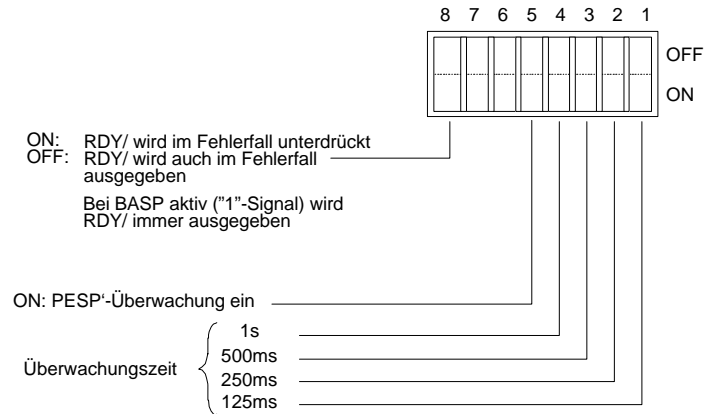 8 7 6 5 4 3 2 1
OFF
ON
ON: RDY/ wird im Fehlerfall unterdrückt
OFF: RDY/ wird auch im Fehlerfall
ausgegeben
Bei BASP aktiv ("1"-Signal) wird
RDY/ immer ausgegeben
ON: PESP‘-Überwachung ein
1s
500ms
Überwachungszeit
250ms
125ms